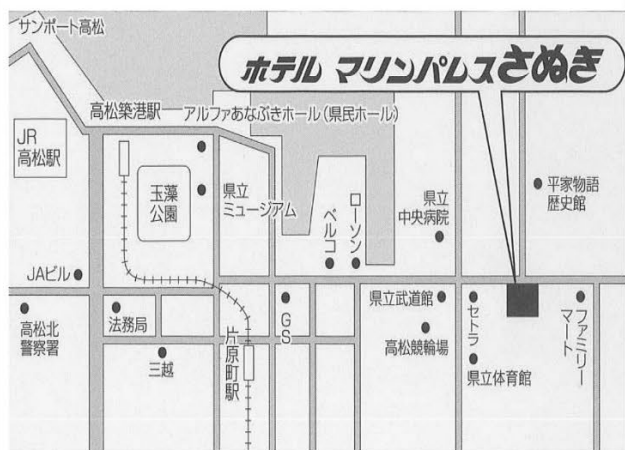 サンポート高松
ホテル マリンパレスさぬき
高松築港駅
アルファあなぶきホール(県民ホール)
JR
高松駅
玉藻
公園
県立
ミュージアム
ベルコ
ローソン
県立
中央病院
平家物語
歴史館
JAビル
高松北
警察署
法務局
三越
片原町駅
GS
県立武道館
高松競輪場
セトラ
県立体育館
ファミリー
マート